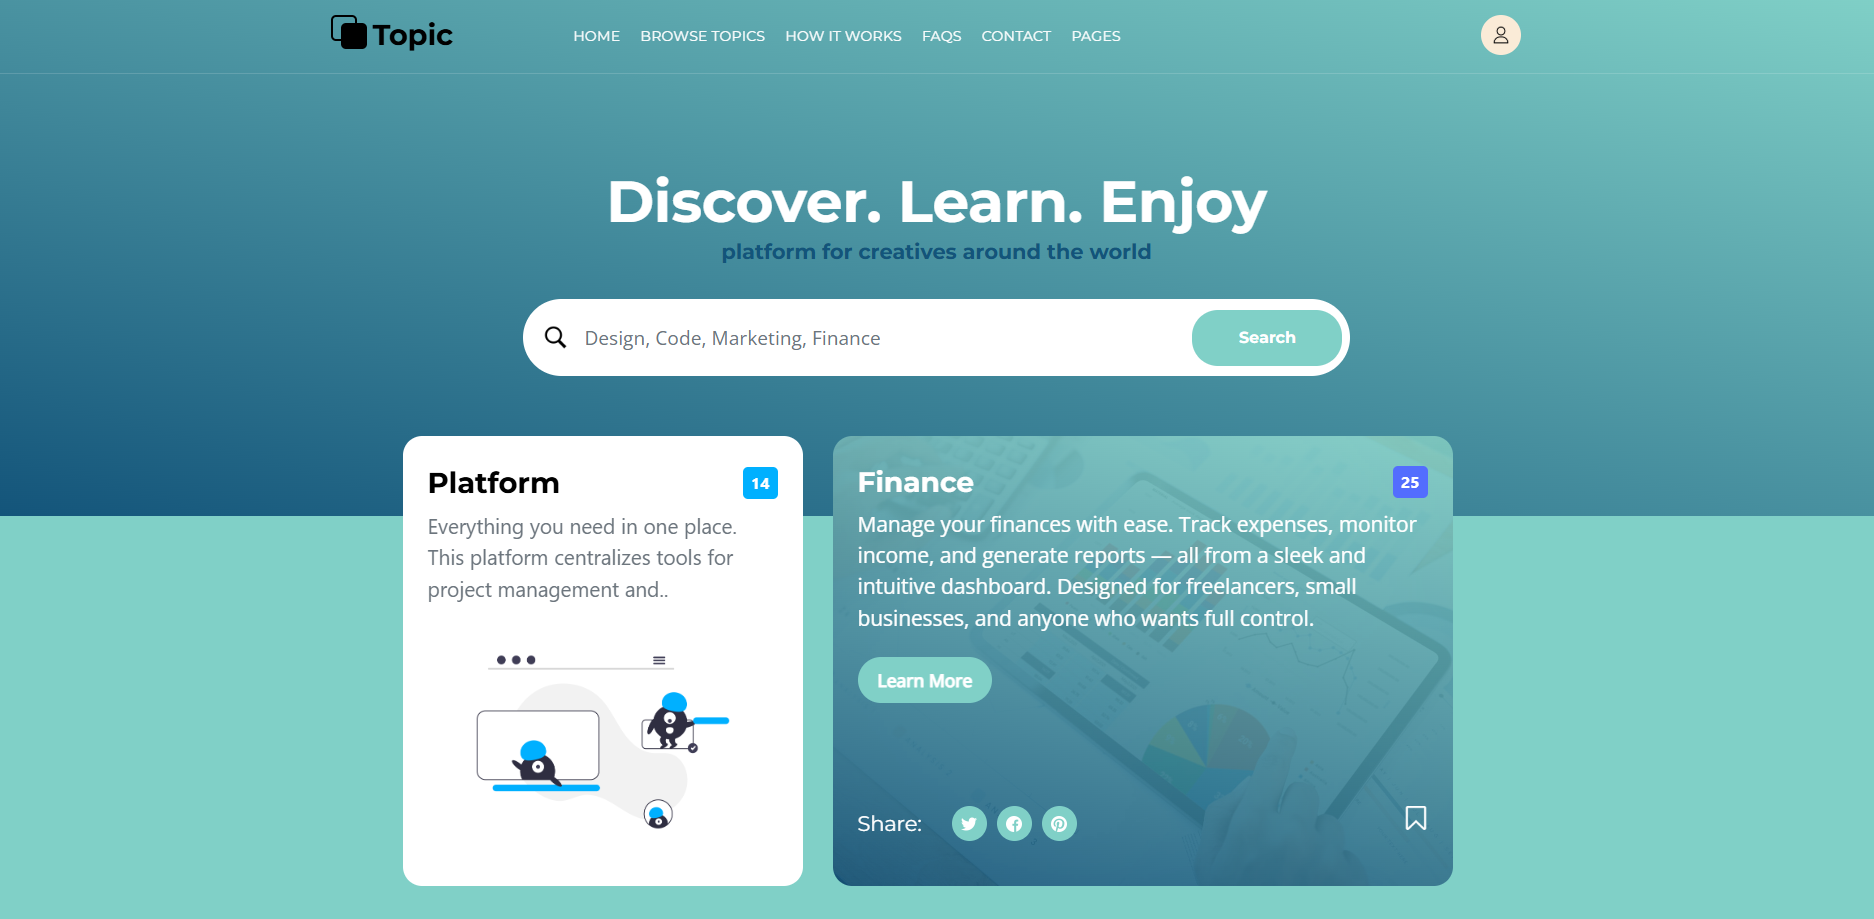 Topic
HOME BROWSE TOPICS HOW IT WORKS FAQS CONTACT PAGES
Discover. Learn. Enjoy
platform for creatives around the world
Design, Code, Marketing, Finance
Search
Platform
14
Everything you need in one place.
This platform centralizes tools for
project management and..
Finance
25
Manage your finances with ease. Track expenses, monitor
income, and generate reports — all from a sleek and
intuitive dashboard. Designed for freelancers, small
businesses, and anyone who wants full control.
Learn More
Share: